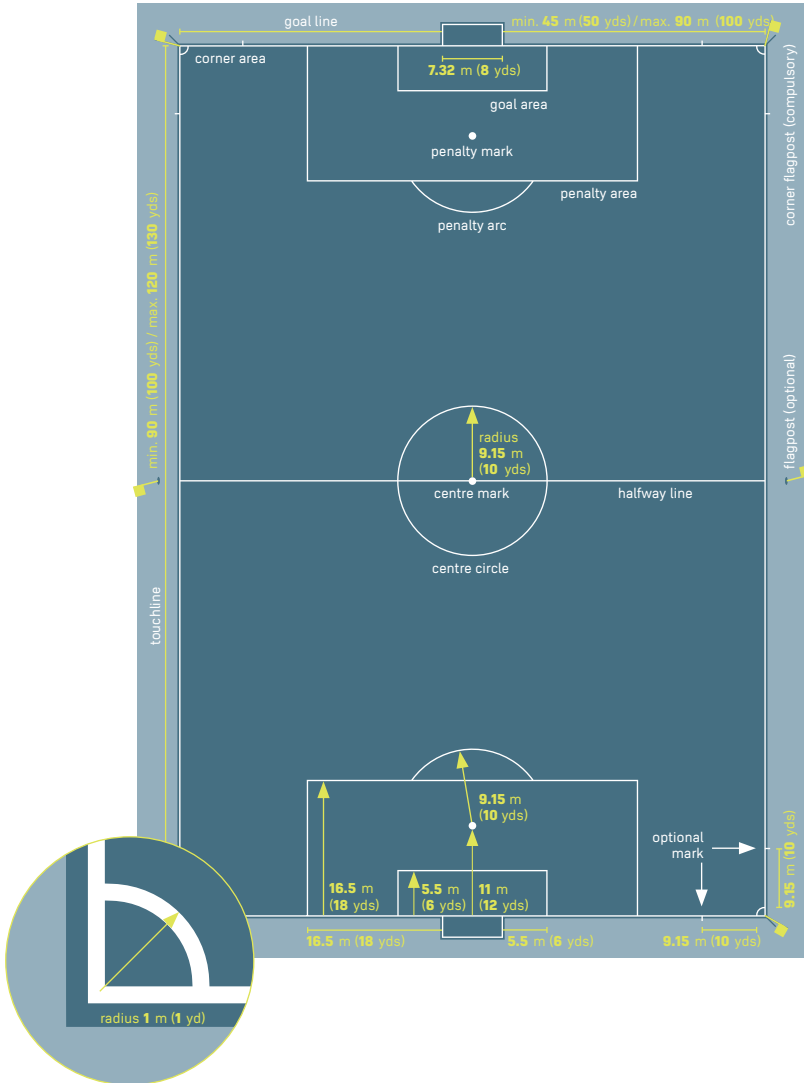 goal line
min. 45 m (50 yds) / max. 90 m (100 yds)
corner area
7.32 m (8 yds)
goal area
penalty mark
penalty area
penalty arc
corner flagpost (compulsory)
min. 90 m (100 yds) / max. 120 m (130 yds)
flagpost (optional)
radius
9.15 m
(10 yds)
centre mark
halfway line
centre circle
touchline
9.15 m
(10 yds)
optional
mark
9.15 m (10 yds)
16.5 m
(18 yds)
5.5 m
(6 yds)
11 m
(12 yds)
16.5 m (18 yds)
5.5 m (6 yds)
9.15 m (10 yds)
radius 1 m (1 yd)